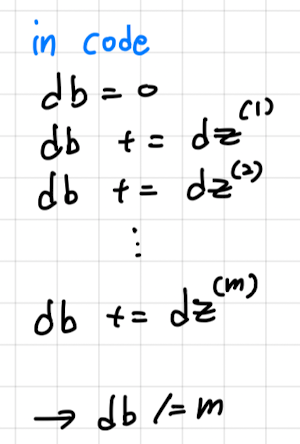 in code
db = 0
db += dz^(1)
db += dz^(2)
⋮
db += dz^(m)
→ db /= m